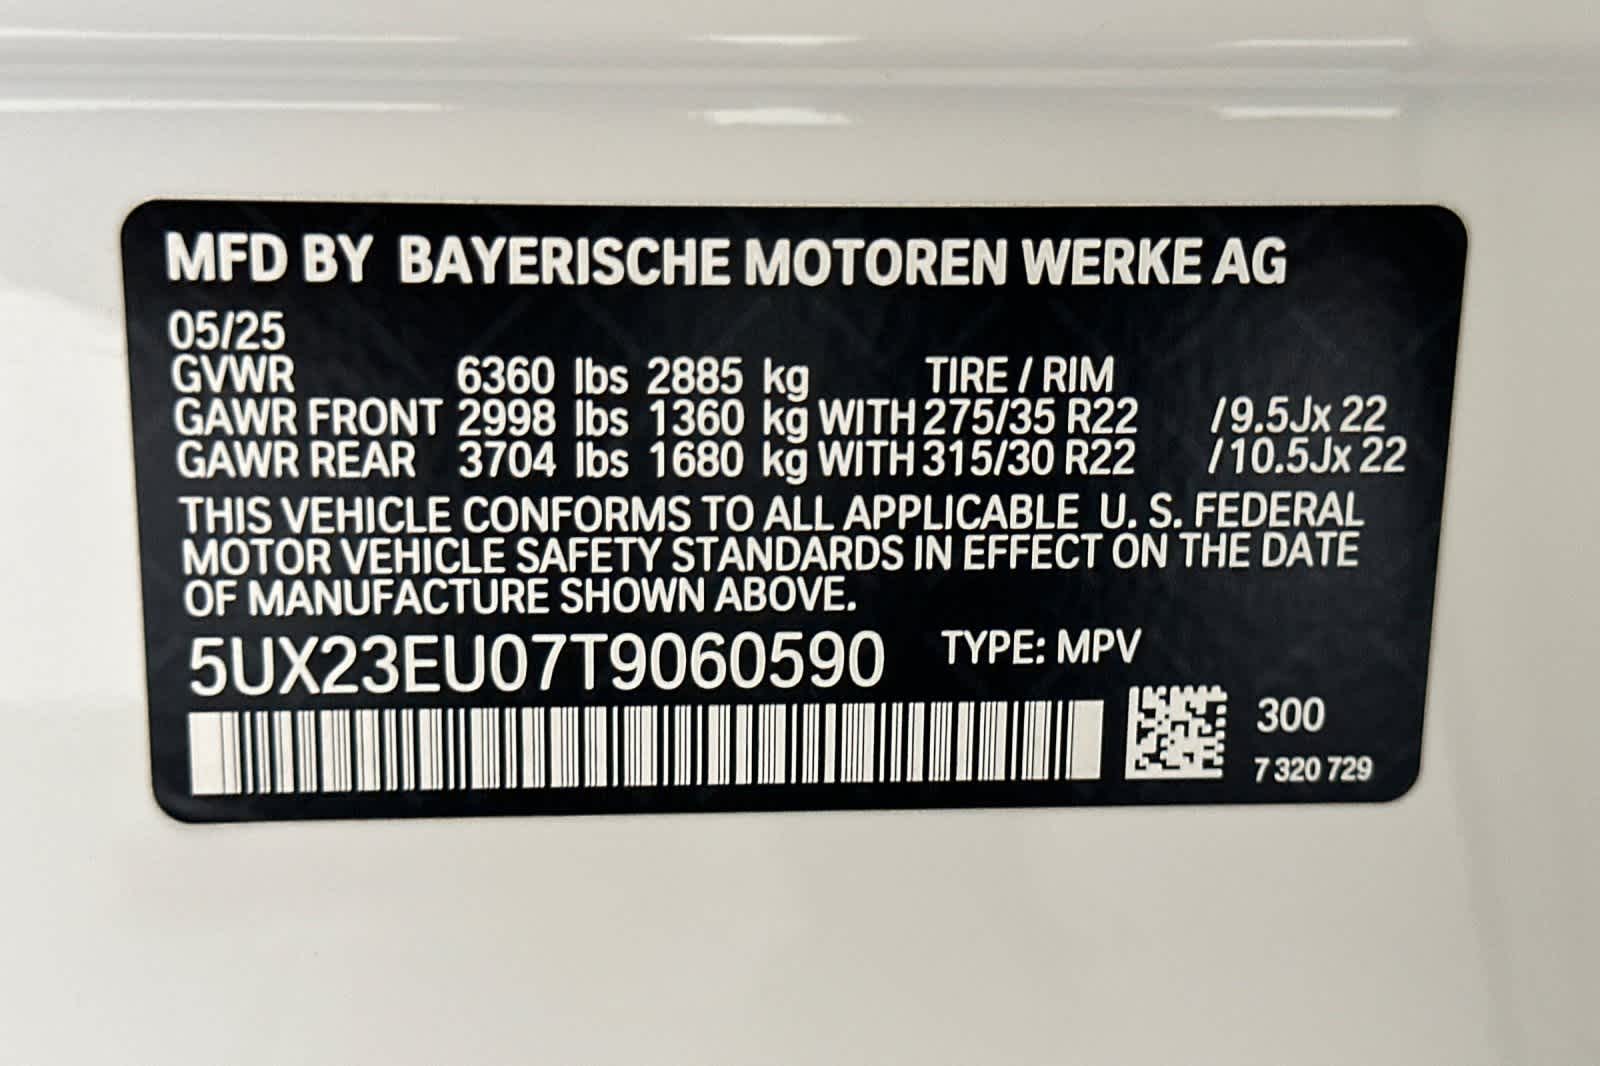 MFD BY BAYERISCHE MOTOREN WERKE AG
05/25
GVWR 6360 lbs 2885 kg TIRE / RIM
GAWR FRONT 2998 lbs 1360 kg WITH 275/35 R22 /9.5Jx 22
GAWR REAR 3704 lbs 1680 kg WITH 315/30 R22 /10.5Jx 22
THIS VEHICLE CONFORMS TO ALL APPLICABLE U. S. FEDERAL
MOTOR VEHICLE SAFETY STANDARDS IN EFFECT ON THE DATE
OF MANUFACTURE SHOWN ABOVE.
5UX23EU07T9060590 TYPE: MPV
300
7 320 729